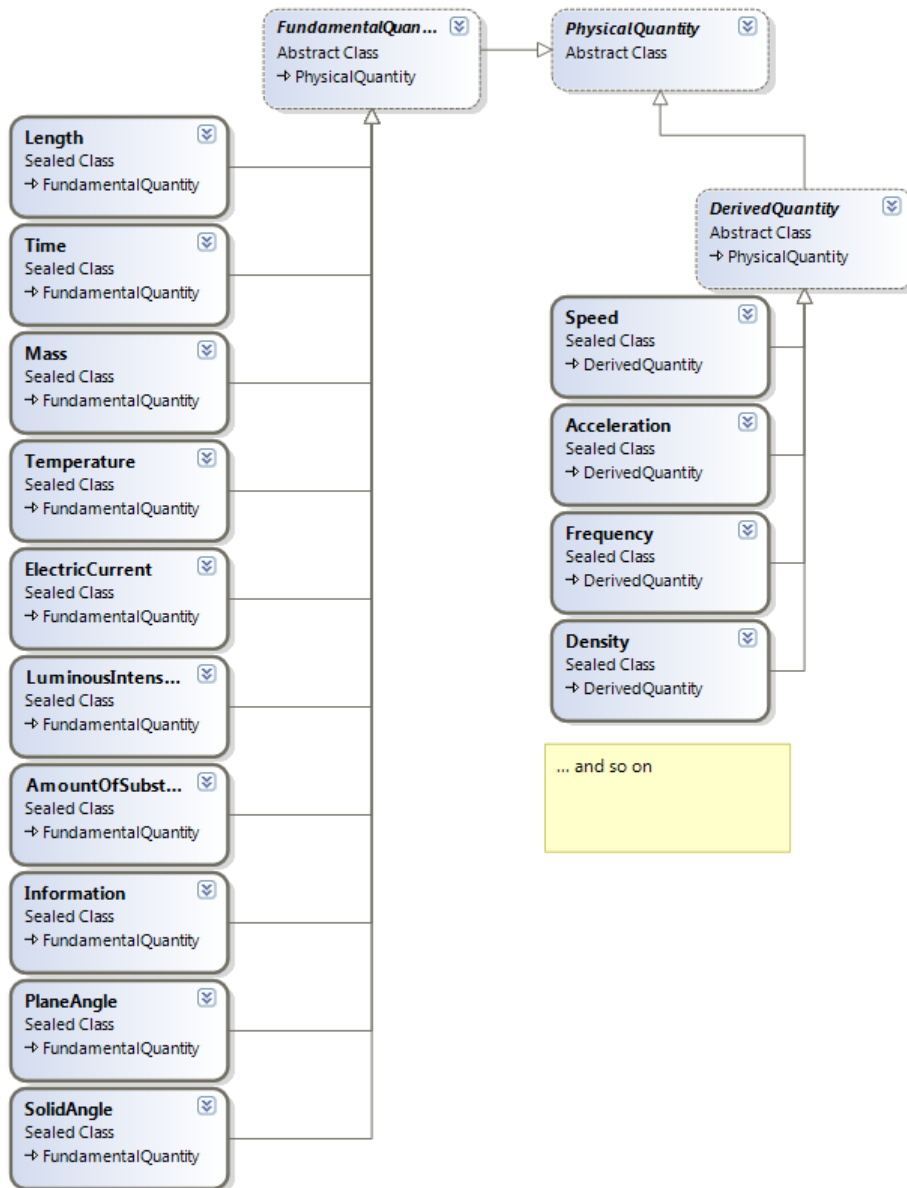 FundamentalQuan...
Abstract Class
PhysicalQuantity
PhysicalQuantity
Abstract Class
Length
Sealed Class
FundamentalQuantity
Time
Sealed Class
FundamentalQuantity
Mass
Sealed Class
FundamentalQuantity
Temperature
Sealed Class
FundamentalQuantity
ElectricCurrent
Sealed Class
FundamentalQuantity
LuminousIntens...
Sealed Class
FundamentalQuantity
AmountOfSubst...
Sealed Class
FundamentalQuantity
Information
Sealed Class
FundamentalQuantity
PlaneAngle
Sealed Class
FundamentalQuantity
SolidAngle
Sealed Class
FundamentalQuantity
DerivedQuantity
Abstract Class
PhysicalQuantity
Speed
Sealed Class
DerivedQuantity
Acceleration
Sealed Class
DerivedQuantity
Frequency
Sealed Class
DerivedQuantity
Density
Sealed Class
DerivedQuantity
... and so on